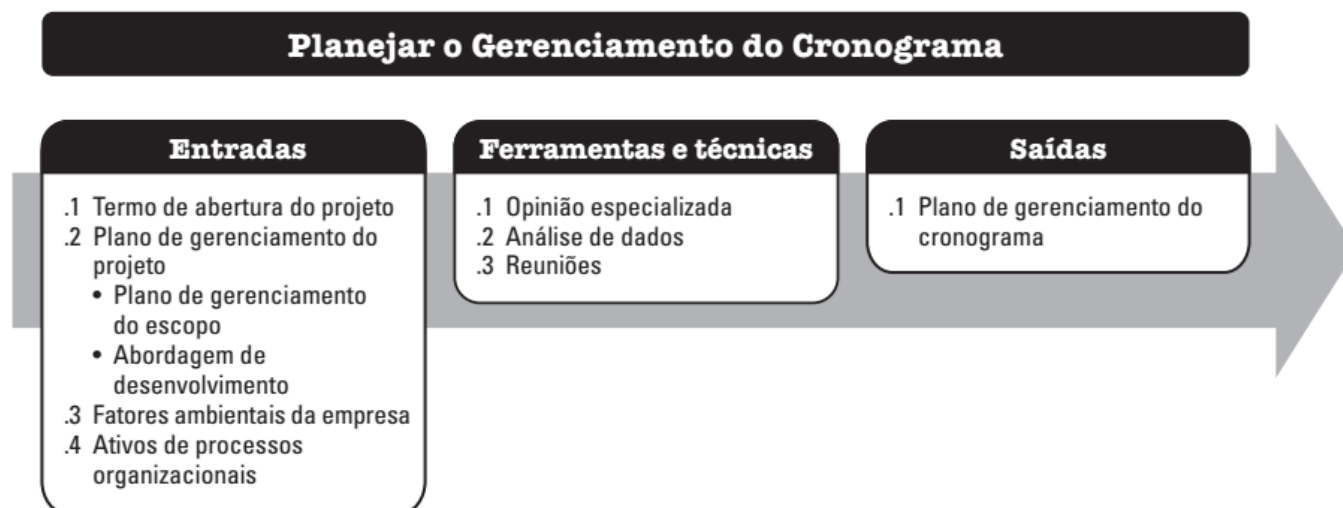 Planejar o Gerenciamento do Cronograma
Entradas
.1 Termo de abertura do projeto
.2 Plano de gerenciamento do
projeto
• Plano de gerenciamento
do escopo
• Abordagem de
desenvolvimento
.3 Fatores ambientais da empresa
.4 Ativos de processos
organizacionais
Ferramentas e técnicas
.1 Opinião especializada
.2 Análise de dados
.3 Reuniões
Saídas
.1 Plano de gerenciamento do
cronograma